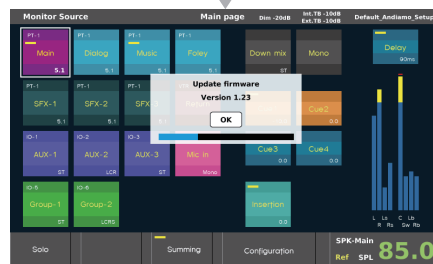 Monitor Source
Main page
Dim -20dB
Int.TB -10dB
Ext.TB -10dB
Default_Andiamo_Setup
PT-1
Main
5.1
PT-1
Dialog
5.1
PT-1
Music
5.1
PT-1
Foley
5.1
Down mix
ST
Mono
Delay
90ms
PT-1
SFX-1
5.1
PT-1
SFX-2
5.1
PT-1
SFX
Update firmware
Version 1.23
OK
Cue2
0.0
IO-1
AUX-1
ST
IO-2
AUX-2
LCR
IO-3
AUX-3
ST
Mic in
Mono
Cue3
0.0
Cue4
0.0
IO-5
Group-1
ST
IO-6
Group-2
LCRS
Insertion
0.0
L Ls C Lb
R Rs Sw Rb
Solo
Summing
Configuration
SPK-Main
Ref SPL 85.0